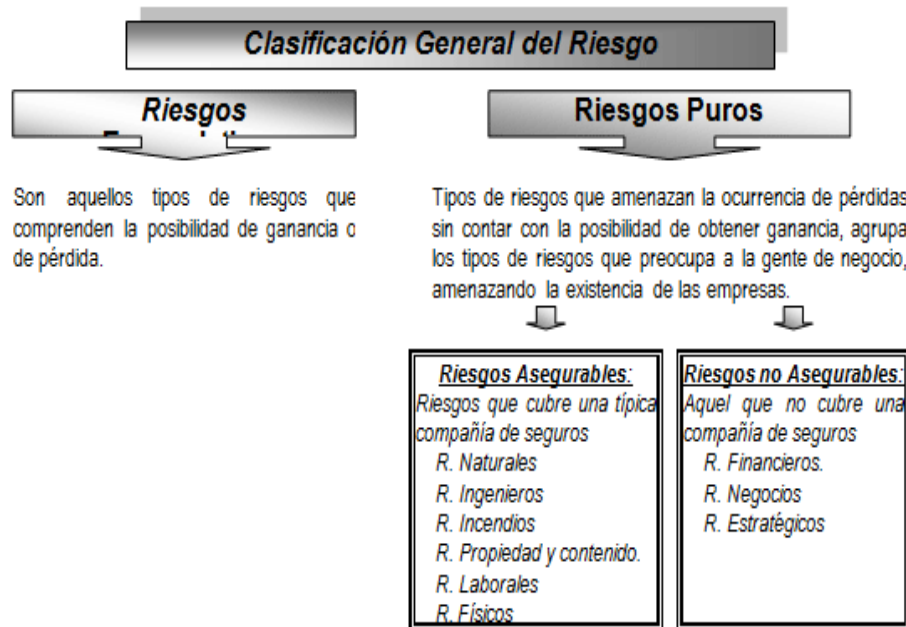 Clasificación General del Riesgo
Riesgos
Son aquellos tipos de riesgos que
comprenden la posibilidad de ganancia o
de pérdida.
Riesgos Puros
Tipos de riesgos que amenazan la ocurrencia de pérdidas
sin contar con la posibilidad de obtener ganancia, agrupa
los tipos de riesgos que preocupa a la gente de negocio,
amenazando la existencia de las empresas.
Riesgos Asegurables:
Riesgos que cubre una típica
compañía de seguros
R. Naturales
R. Ingenieros
R. Incendios
R. Propiedad y contenido.
R. Laborales
R. Físicos
Riesgos no Asegurables:
Aquel que no cubre una
compañía de seguros
R. Financieros.
R. Negocios
R. Estratégicos